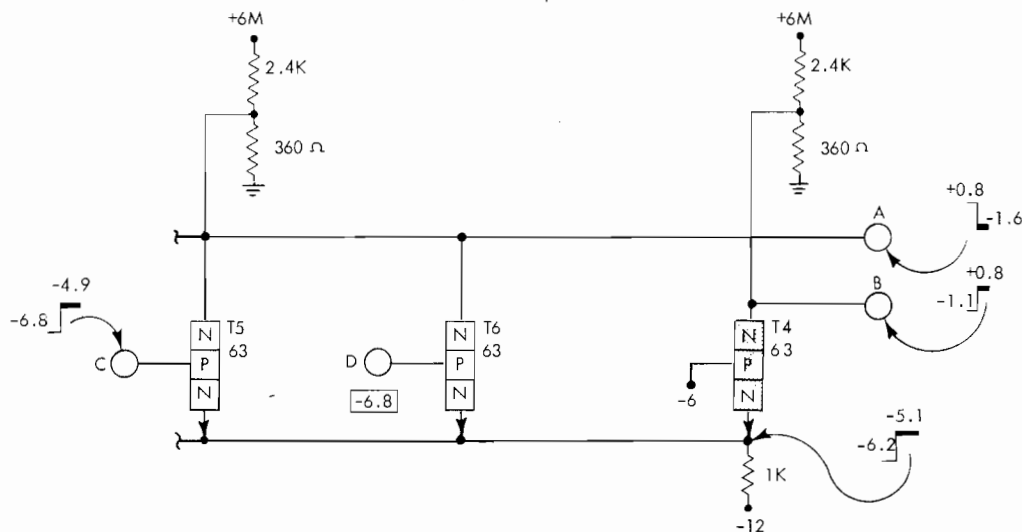 +6M
+6M
2.4K
2.4K
360 Ω
360 Ω
+0.8
A
-1.6
+0.8
B
-1.1
-4.9
-6.8
C
N
P
N
T5
63
D
-6.8
N
P
N
T6
63
N
P
N
T4
63
-6
-5.1
-6.2
1K
-12